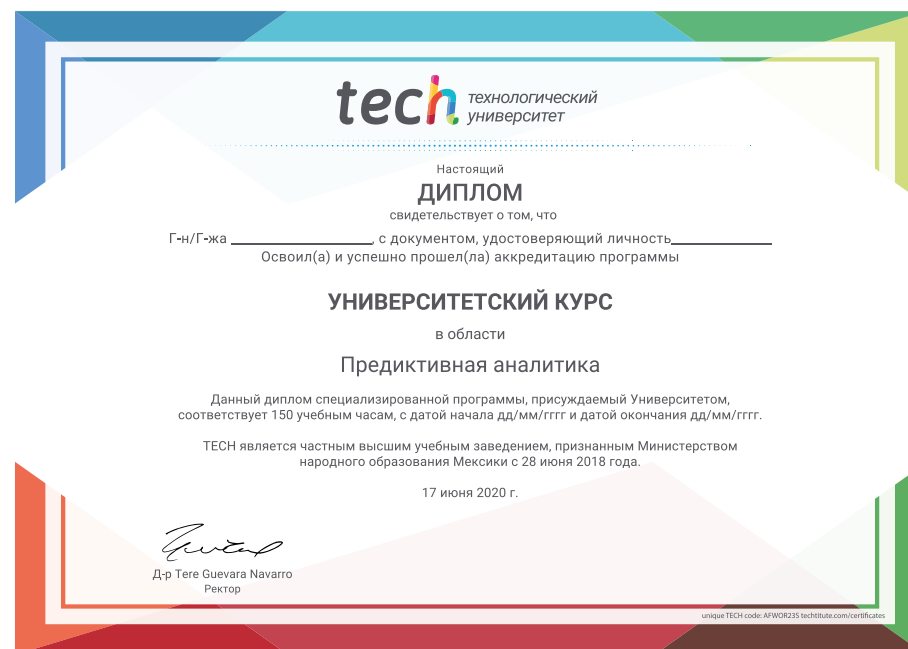 tech технологический
университет
Настоящий
ДИПЛОМ
свидетельствует о том, что
Г-н/Г-жа ____________________, с документом, удостоверяющий личность______________
Освоил(а) и успешно прошел(ла) аккредитацию программы
УНИВЕРСИТЕТСКИЙ КУРС
в области
Предиктивная аналитика
Данный диплом специализированной программы, присуждаемый Университетом,
соответствует 150 учебным часам, с датой начала дд/мм/гггг и датой окончания дд/мм/гггг.
TECH является частным высшим учебным заведением, признанным Министерством
народного образования Мексики с 28 июня 2018 года.
17 июня 2020 г.
Д-р Tere Guevara Navarro
Ректор
unique TECH code: AFWOR23S techtitute.com/certificates